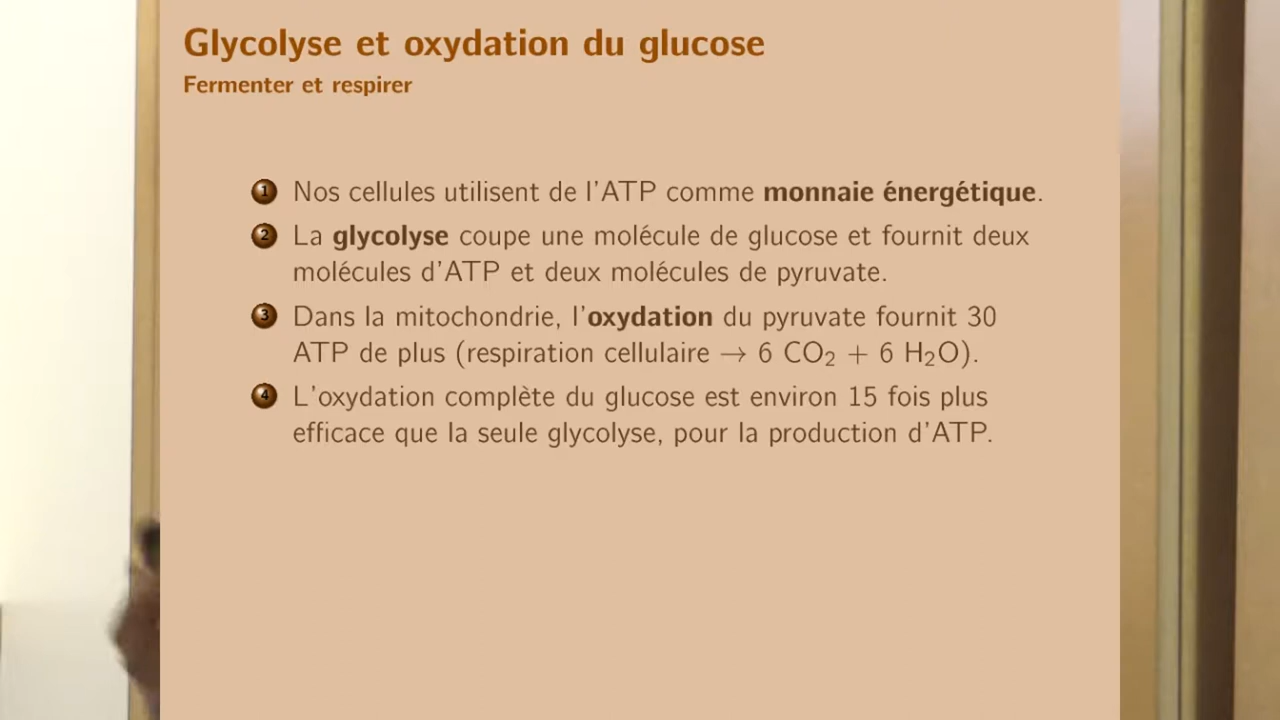 Glycolyse et oxydation du glucose
Fermenter et respirer
1 Nos cellules utilisent de l'ATP comme monnaie énergétique.
2 La glycolyse coupe une molécule de glucose et fournit deux
molécules d'ATP et deux molécules de pyruvate.
3 Dans la mitochondrie, l'oxydation du pyruvate fournit 30
ATP de plus (respiration cellulaire → 6 CO₂ + 6 H₂O).
4 L'oxydation complète du glucose est environ 15 fois plus
efficace que la seule glycolyse, pour la production d'ATP.